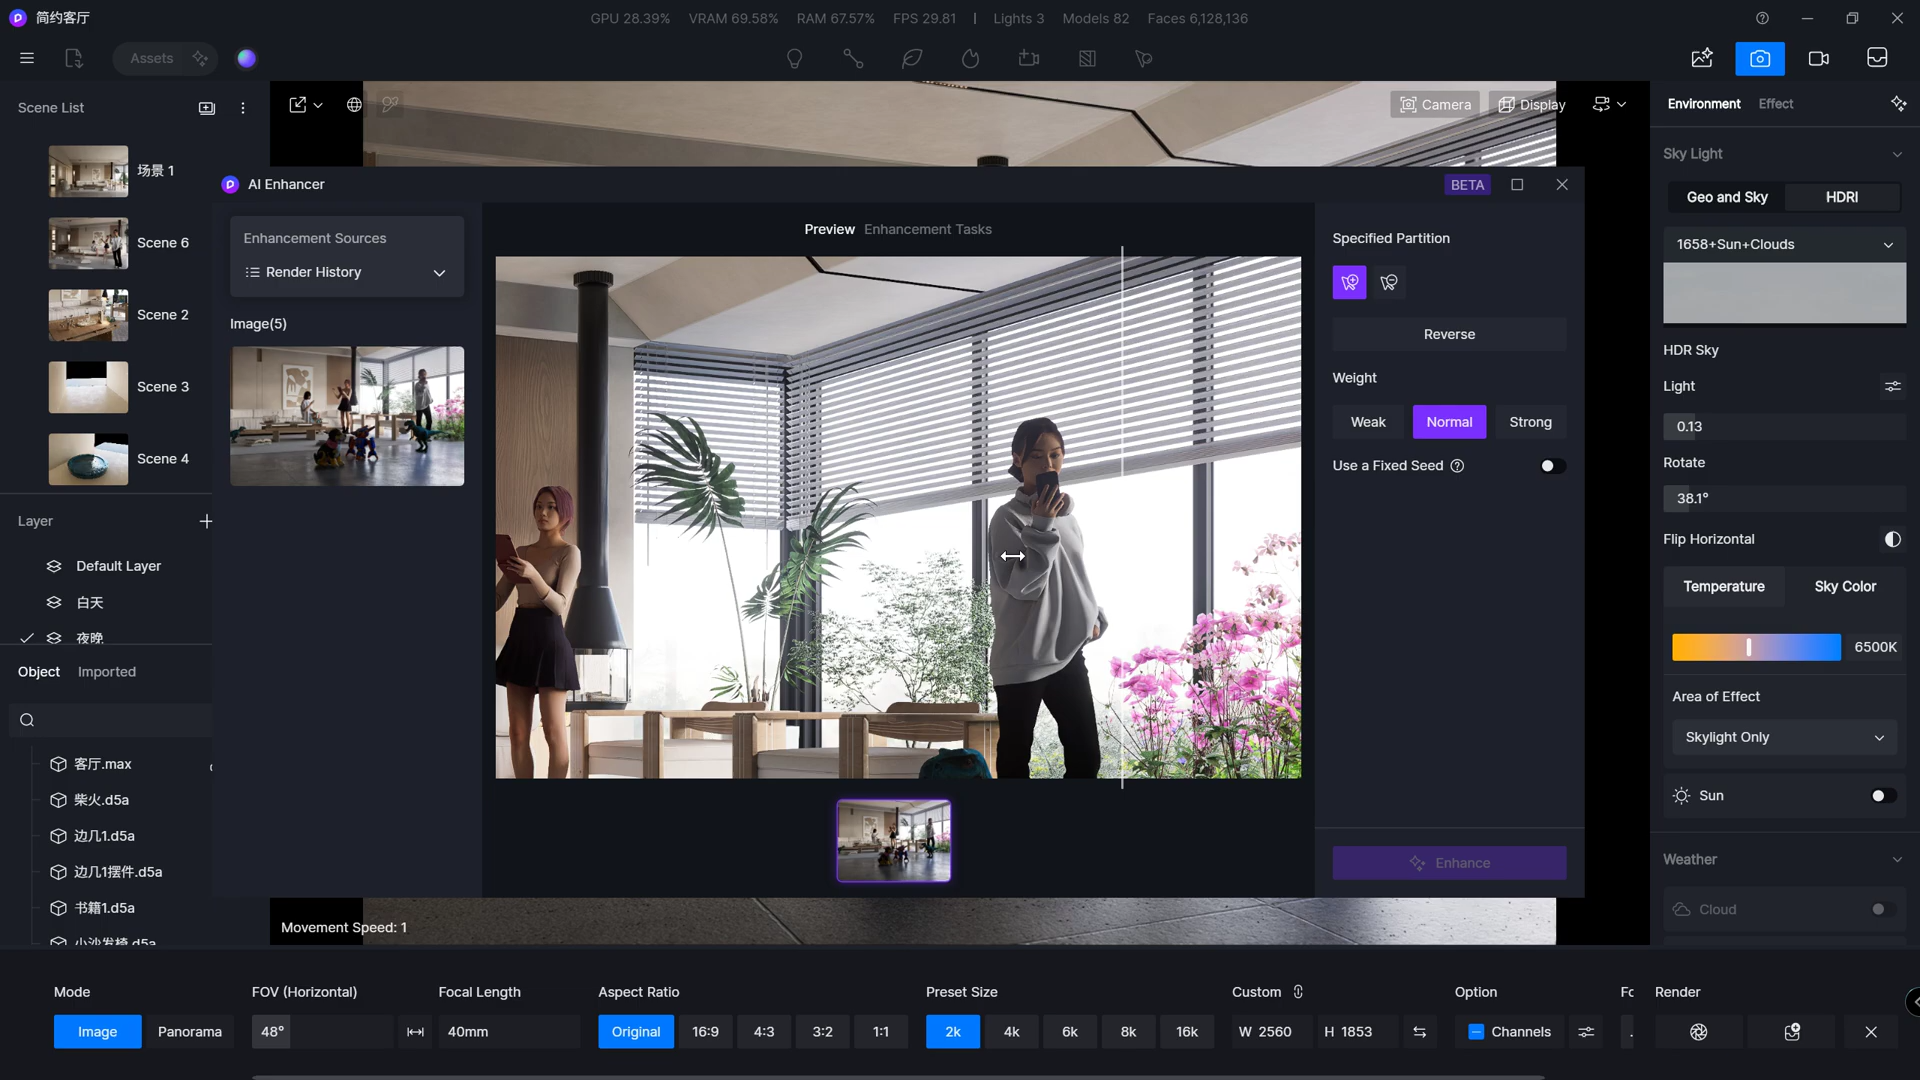 简约客厅
GPU 28.39% VRAM 69.58% RAM 67.57% FPS 29.81 | Lights 3 Models 82 Faces 6,128,136
Assets
Scene List
场景 1
Scene 6
Scene 2
Scene 3
Scene 4
Layer
Default Layer
白天
夜晚
Object Imported
客厅.max
柴火.d5a
边几1.d5a
边几1摆件.d5a
书籍1.d5a
小沙发椅.d5a
Camera Display
AI Enhancer
BETA
Enhancement Sources
Render History
Image(5)
Preview Enhancement Tasks
Specified Partition
Reverse
Weight
Weak Normal Strong
Use a Fixed Seed
Enhance
Movement Speed: 1
Environment Effect
Sky Light
Geo and Sky HDRI
1658+Sun+Clouds
HDR Sky
Light
0.13
Rotate
38.1°
Flip Horizontal
Temperature Sky Color
6500K
Area of Effect
Skylight Only
Sun
Weather
Cloud
Mode
Image Panorama
FOV (Horizontal)
48°
Focal Length
40mm
Aspect Ratio
Original 16:9 4:3 3:2 1:1
Preset Size
2k 4k 6k 8k 16k
Custom
W 2560 H 1853
Option
Channels
Render